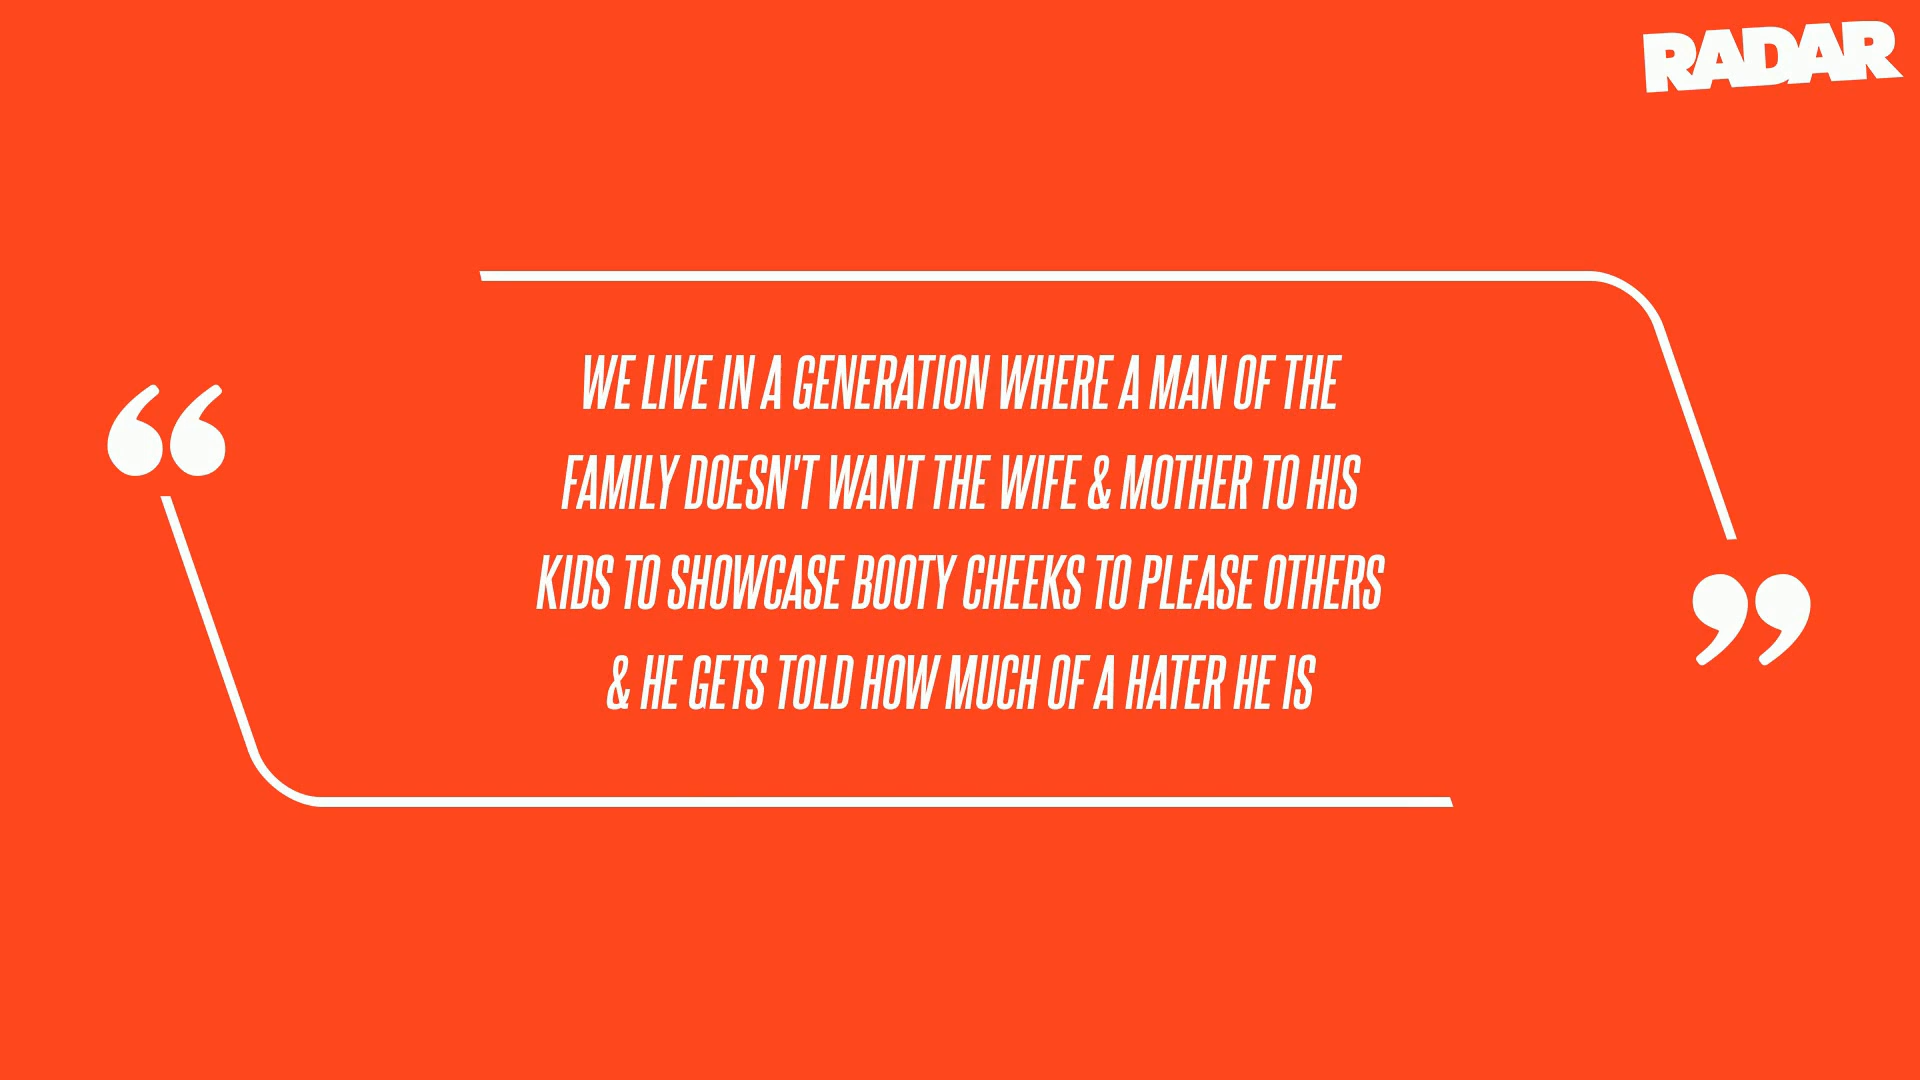 RADAR
WE LIVE IN A GENERATION WHERE A MAN OF THE
FAMILY DOESN'T WANT THE WIFE & MOTHER TO HIS
KIDS TO SHOWCASE BOOTY CHEEKS TO PLEASE OTHERS
& HE GETS TOLD HOW MUCH OF A HATER HE IS